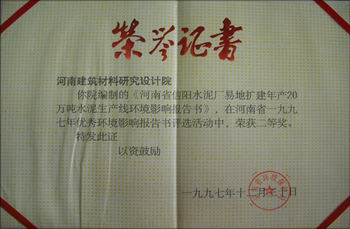 荣誉证书
河南建筑材料研究设计院
你院编制的《河南省信阳水泥厂易地扩建年产20
万吨水泥生产线环境影响报告书》，在河南省一九九
七年优秀环境影响报告书评选活动中，荣获二等奖。
特发此证
以资鼓励
一九九七年十二月三十日